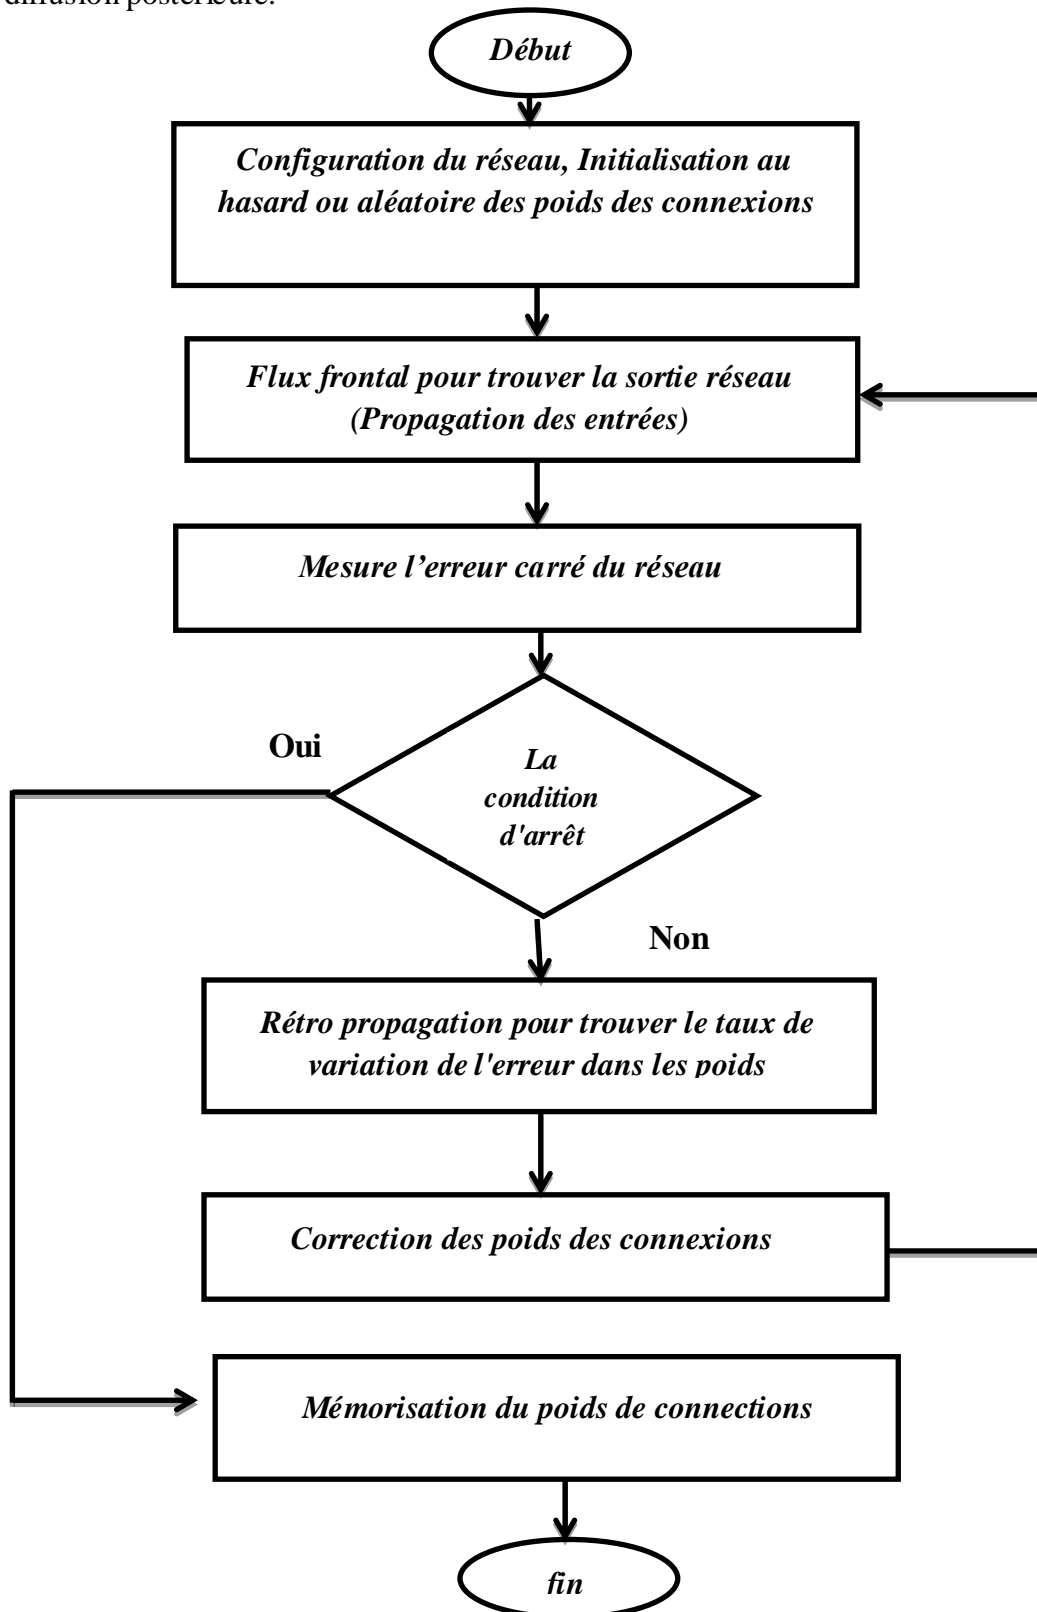 diffusion postérieure.
Début
Configuration du réseau, Initialisation au
hasard ou aléatoire des poids des connexions
Flux frontal pour trouver la sortie réseau
(Propagation des entrées)
Mesure l’erreur carré du réseau
Oui
La
condition
d'arrêt
Non
Rétro propagation pour trouver le taux de
variation de l'erreur dans les poids
Correction des poids des connexions
Mémorisation du poids de connections
fin